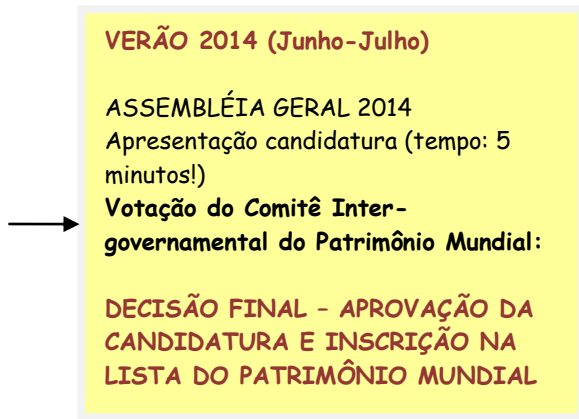 VERÃO 2014 (Junho-Julho)
ASSEMBLÉIA GERAL 2014
Apresentação candidatura (tempo: 5
minutos!)
Votação do Comitê Inter-
governamental do Patrimônio Mundial:
DECISÃO FINAL – APROVAÇÃO DA
CANDIDATURA E INSCRIÇÃO NA
LISTA DO PATRIMÔNIO MUNDIAL